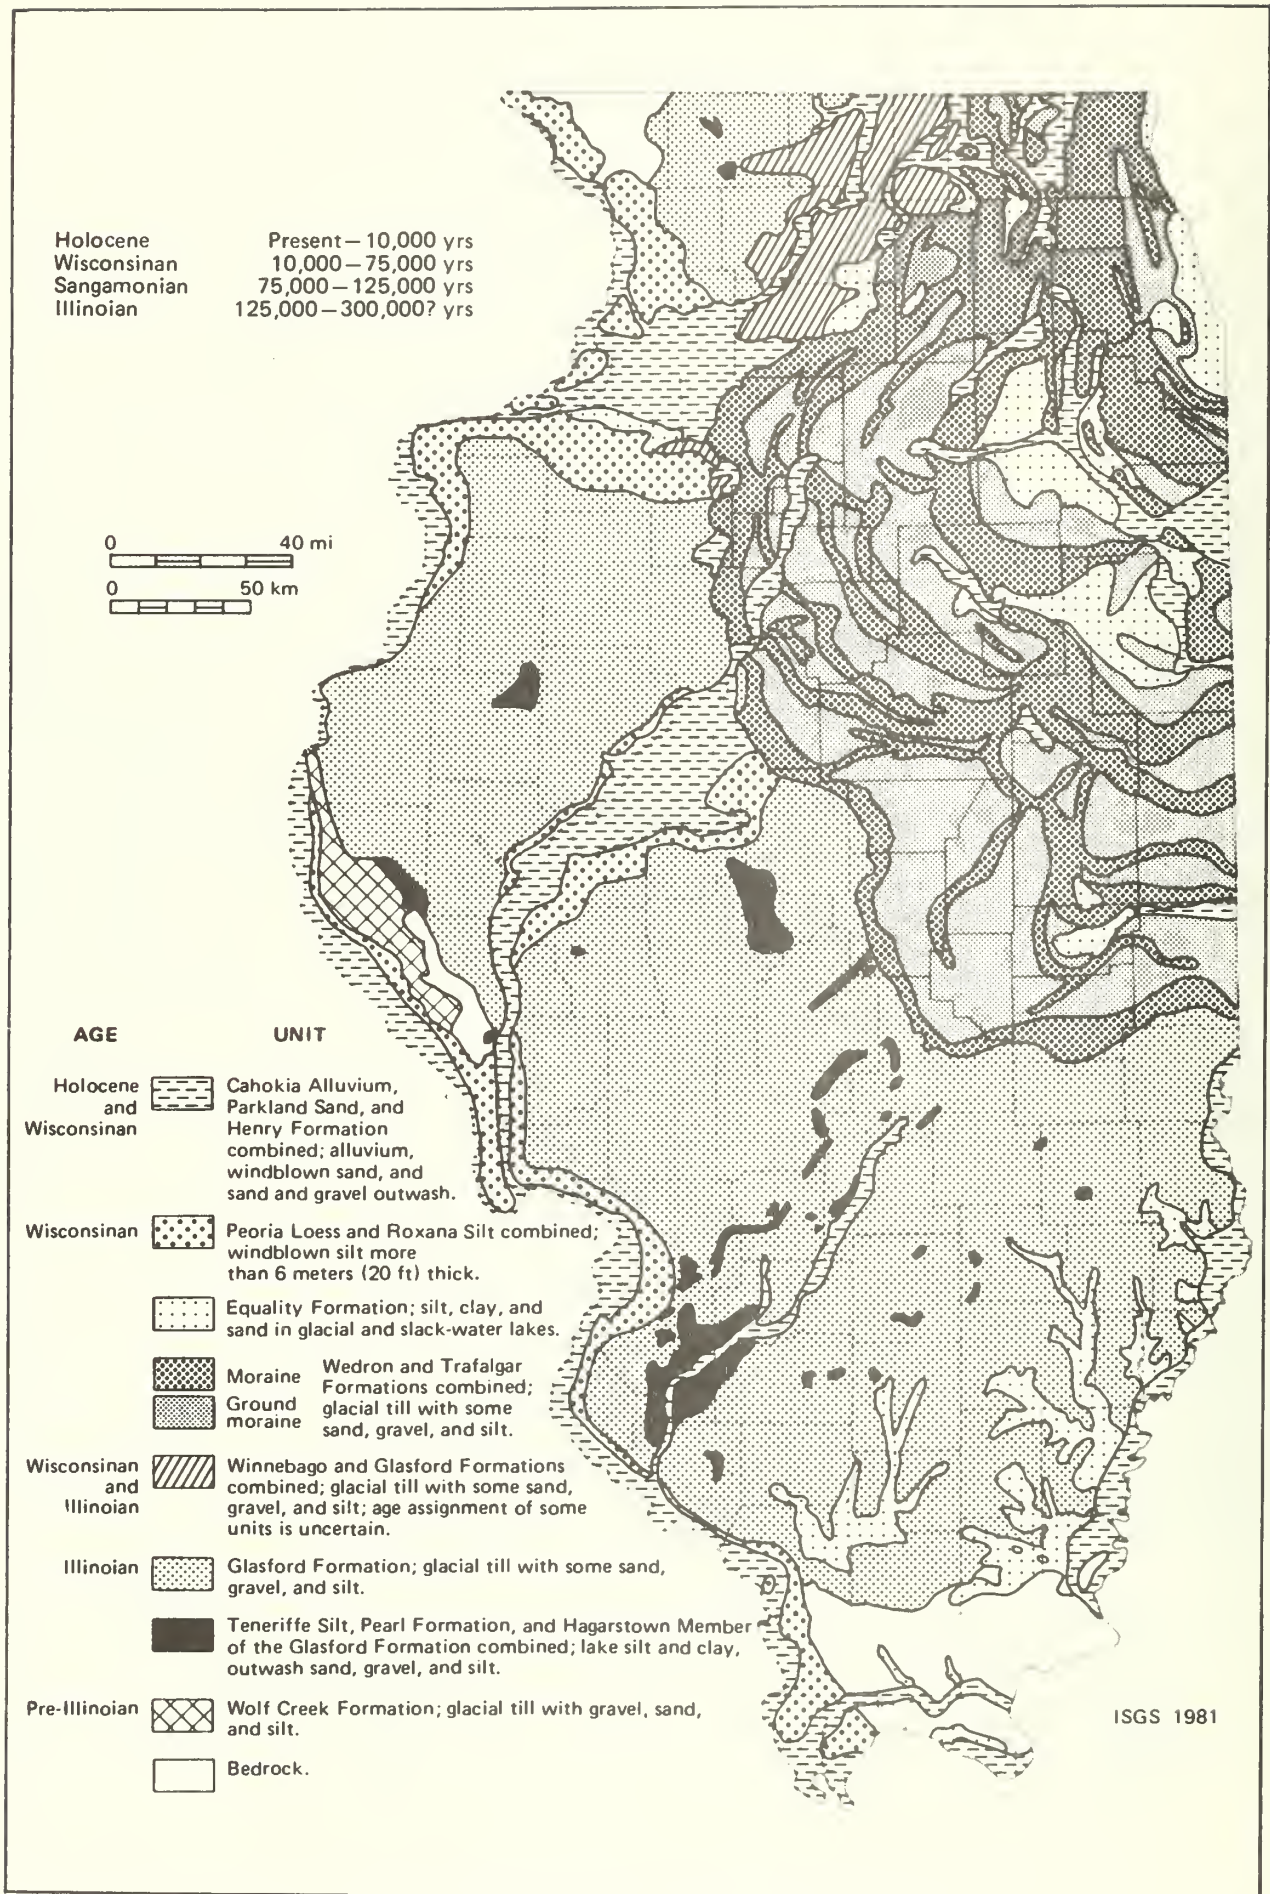 Holocene Present — 10,000 yrs
Wisconsinan 10,000 — 75,000 yrs
Sangamonian 75,000 — 125,000 yrs
Illinoian 125,000 — 300,000? yrs
0 40 mi
0 50 km
AGE UNIT
Holocene
and
Wisconsinan
Cahokia Alluvium,
Parkland Sand, and
Henry Formation
combined; alluvium,
windblown sand, and
sand and gravel outwash.
Wisconsinan
Peoria Loess and Roxana Silt combined;
windblown silt more
than 6 meters (20 ft) thick.
Equality Formation; silt, clay, and
sand in glacial and slack-water lakes.
Moraine
Ground
moraine
Wedron and Trafalgar
Formations combined;
glacial till with some
sand, gravel, and silt.
Wisconsinan
and
Illinoian
Winnebago and Glasford Formations
combined; glacial till with some sand,
gravel, and silt; age assignment of some
units is uncertain.
Illinoian
Glasford Formation; glacial till with some sand,
gravel, and silt.
Teneriffe Silt, Pearl Formation, and Hagarstown Member
of the Glasford Formation combined; lake silt and clay,
outwash sand, gravel, and silt.
Pre-Illinoian
Wolf Creek Formation; glacial till with gravel, sand,
and silt.
Bedrock.
ISGS 1981